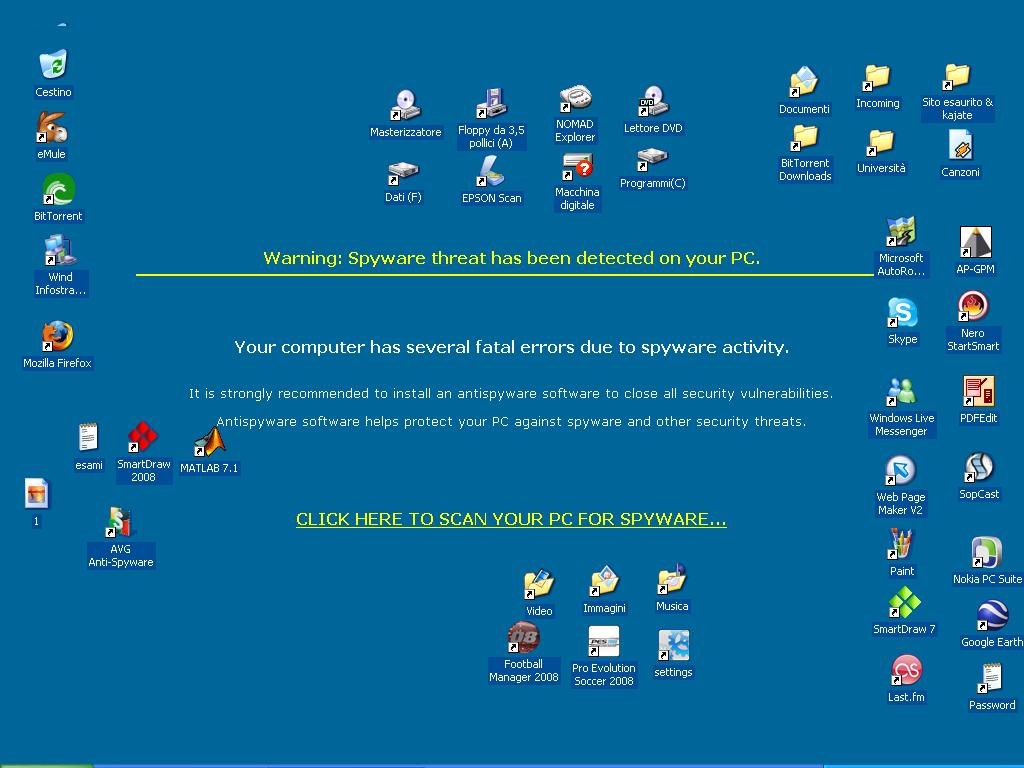 Cestino
eMule
BitTorrent
Wind
Infostra...
Mozilla Firefox
Masterizzatore
Floppy da 3,5
pollici (A)
NOMAD
Explorer
DVD
Lettore DVD
Dati (F)
EPSON Scan
Macchina
digitale
Programmi(C)
Documenti
Incoming
Sito esaurito &
kajate
BitTorrent
Downloads
Università
Canzoni
Warning: Spyware threat has been detected on your PC.
Your computer has several fatal errors due to spyware activity.
It is strongly recommended to install an antispyware software to close all security vulnerabilities.
Antispyware software helps protect your PC against spyware and other security threats.
CLICK HERE TO SCAN YOUR PC FOR SPYWARE...
Microsoft
AutoRo...
AP-GPM
Skype
Nero
StartSmart
Windows Live
Messenger
PDFEdit
Web Page
Maker V2
SopCast
Paint
Nokia PC Suite
SmartDraw 7
Google Earth
Last.fm
Password
esami
SmartDraw
2008
MATLAB 7.1
1
AVG
Anti-Spyware
Video
Immagini
Musica
08
Football
Manager 2008
PES
Pro Evolution
Soccer 2008
settings